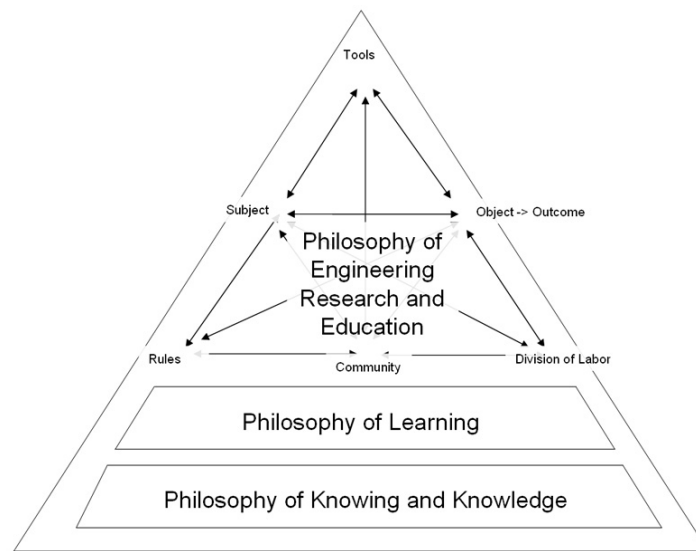 Tools
Subject
Object -> Outcome
Philosophy of
Engineering
Research and
Education
Rules
Community
Division of Labor
Philosophy of Learning
Philosophy of Knowing and Knowledge